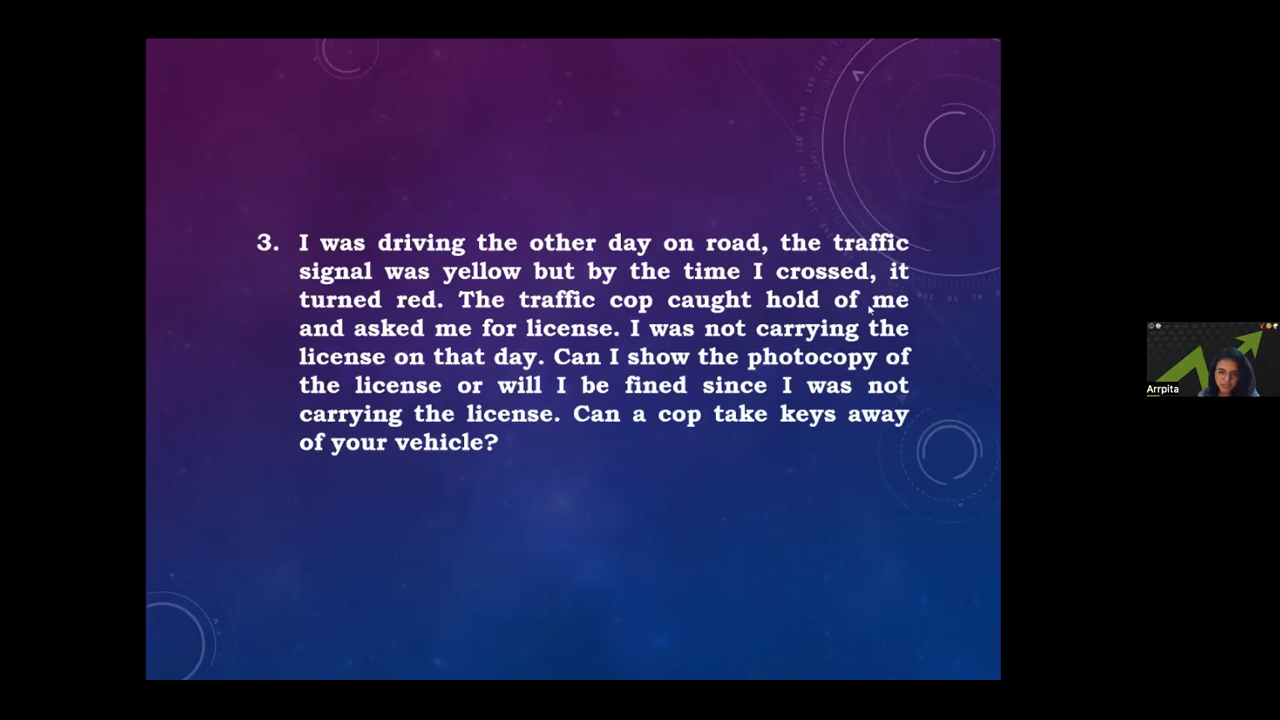 3. I was driving the other day on road, the traffic
signal was yellow but by the time I crossed, it
turned red. The traffic cop caught hold of me
and asked me for license. I was not carrying the
license on that day. Can I show the photocopy of
the license or will I be fined since I was not
carrying the license. Can a cop take keys away
of your vehicle?
Arrpita